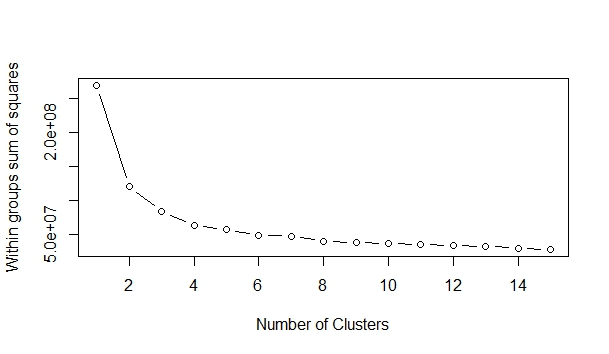 Within groups sum of squares
2.0e+08
5.0e+07
2 4 6 8 10 12 14
Number of Clusters